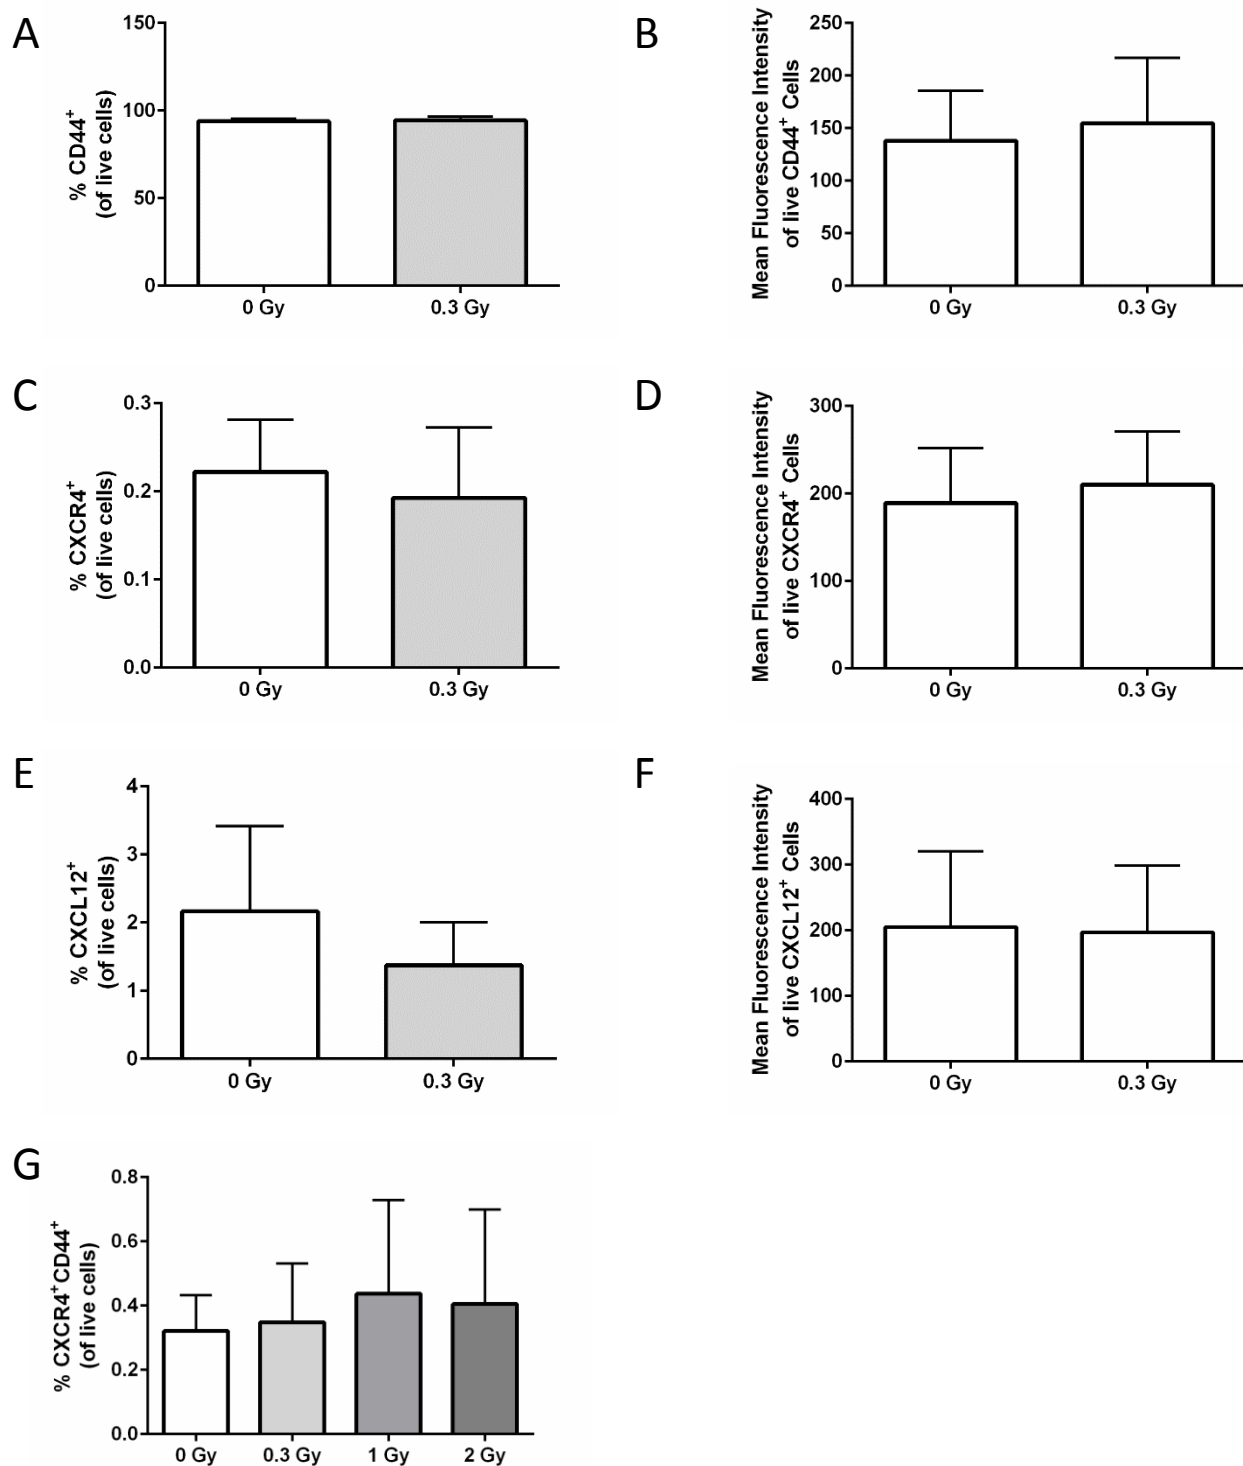 A
% CD44⁺
(of live cells)
150
100
50
0
0 Gy
0.3 Gy
B
Mean Fluorescence Intensity
of live CD44⁺ Cells
250
200
150
100
50
0
0 Gy
0.3 Gy
C
% CXCR4⁺
(of live cells)
0.3
0.2
0.1
0.0
0 Gy
0.3 Gy
D
Mean Fluorescence Intensity
of live CXCR4⁺ Cells
300
200
100
0
0 Gy
0.3 Gy
E
% CXCL12⁺
(of live cells)
4
3
2
1
0
0 Gy
0.3 Gy
F
Mean Fluorescence Intensity
of live CXCL12⁺ Cells
400
300
200
100
0
0 Gy
0.3 Gy
G
% CXCR4⁺CD44⁺
(of live cells)
0.8
0.6
0.4
0.2
0.0
0 Gy
0.3 Gy
1 Gy
2 Gy